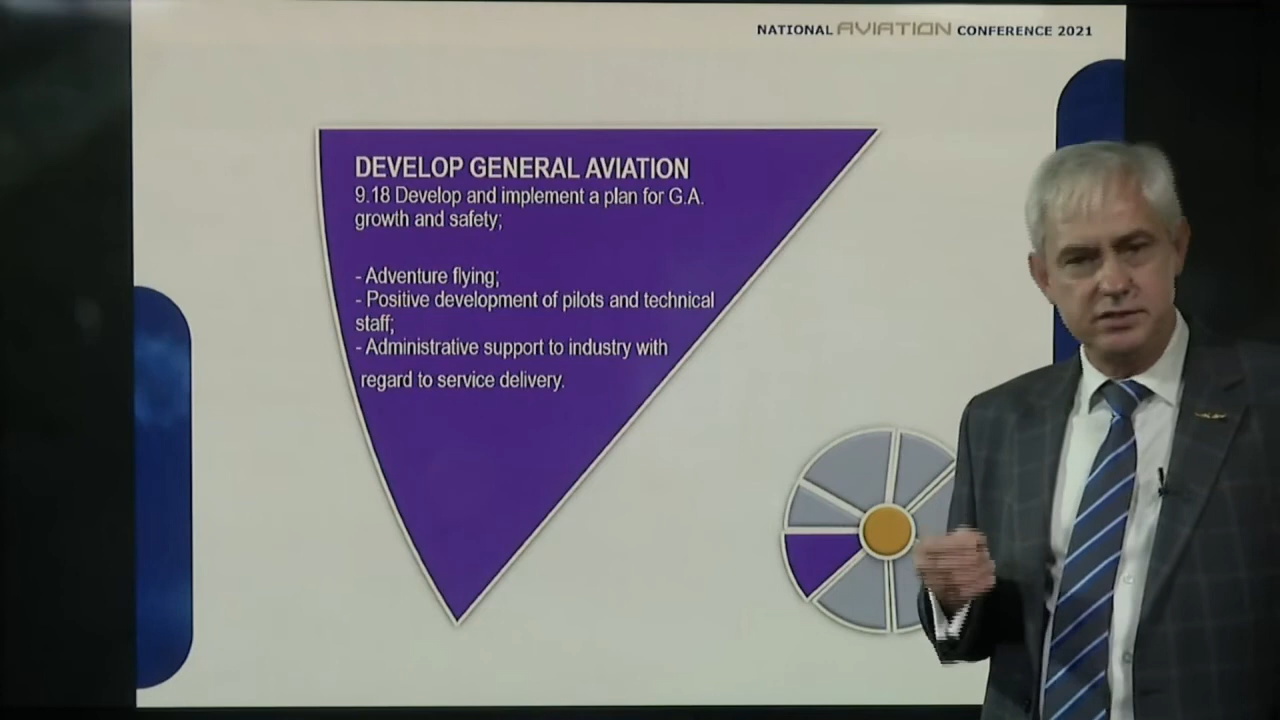 NATIONAL AVIATION CONFERENCE 2021
DEVELOP GENERAL AVIATION
9.18 Develop and implement a plan for G.A.
growth and safety;
- Adventure flying;
- Positive development of pilots and technical
staff;
- Administrative support to industry with
regard to service delivery.